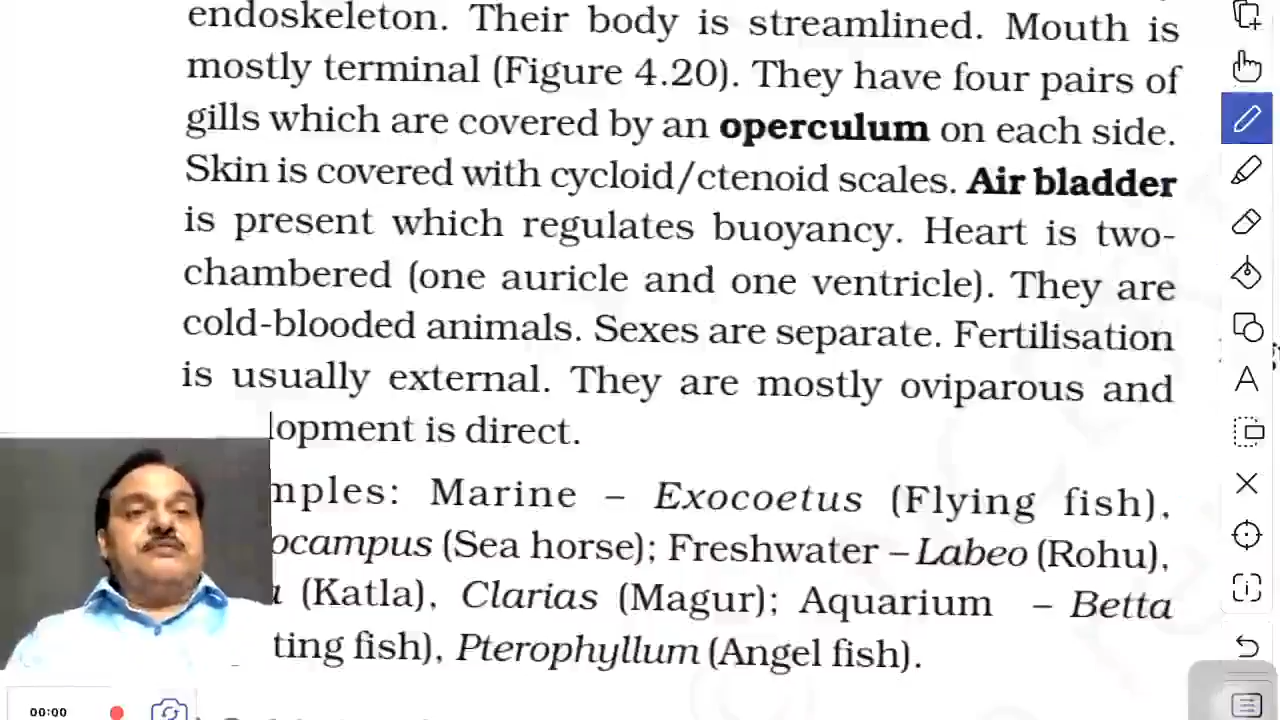 endoskeleton. Their body is streamlined. Mouth is
mostly terminal (Figure 4.20). They have four pairs of
gills which are covered by an operculum on each side.
Skin is covered with cycloid/ctenoid scales. Air bladder
is present which regulates buoyancy. Heart is two-
chambered (one auricle and one ventricle). They are
cold-blooded animals. Sexes are separate. Fertilisation
is usually external. They are mostly oviparous and
lopment is direct.
mples: Marine – Exocoetus (Flying fish),
ocampus (Sea horse); Freshwater – Labeo (Rohu),
(Katla), Clarias (Magur); Aquarium – Betta
ting fish), Pterophyllum (Angel fish).
00:00